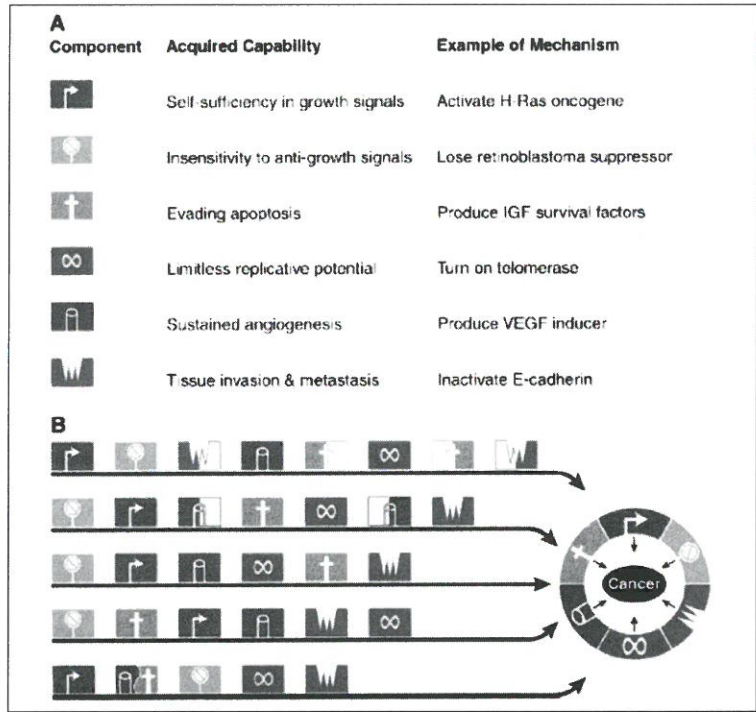 A
Component Acquired Capability Example of Mechanism
Self-sufficiency in growth signals Activate H-Ras oncogene
Insensitivity to anti-growth signals Lose retinoblastoma suppressor
Evading apoptosis Produce IGF survival factors
Limitless replicative potential Turn on telomerase
Sustained angiogenesis Produce VEGF inducer
Tissue invasion & metastasis Inactivate E-cadherin
B
Cancer